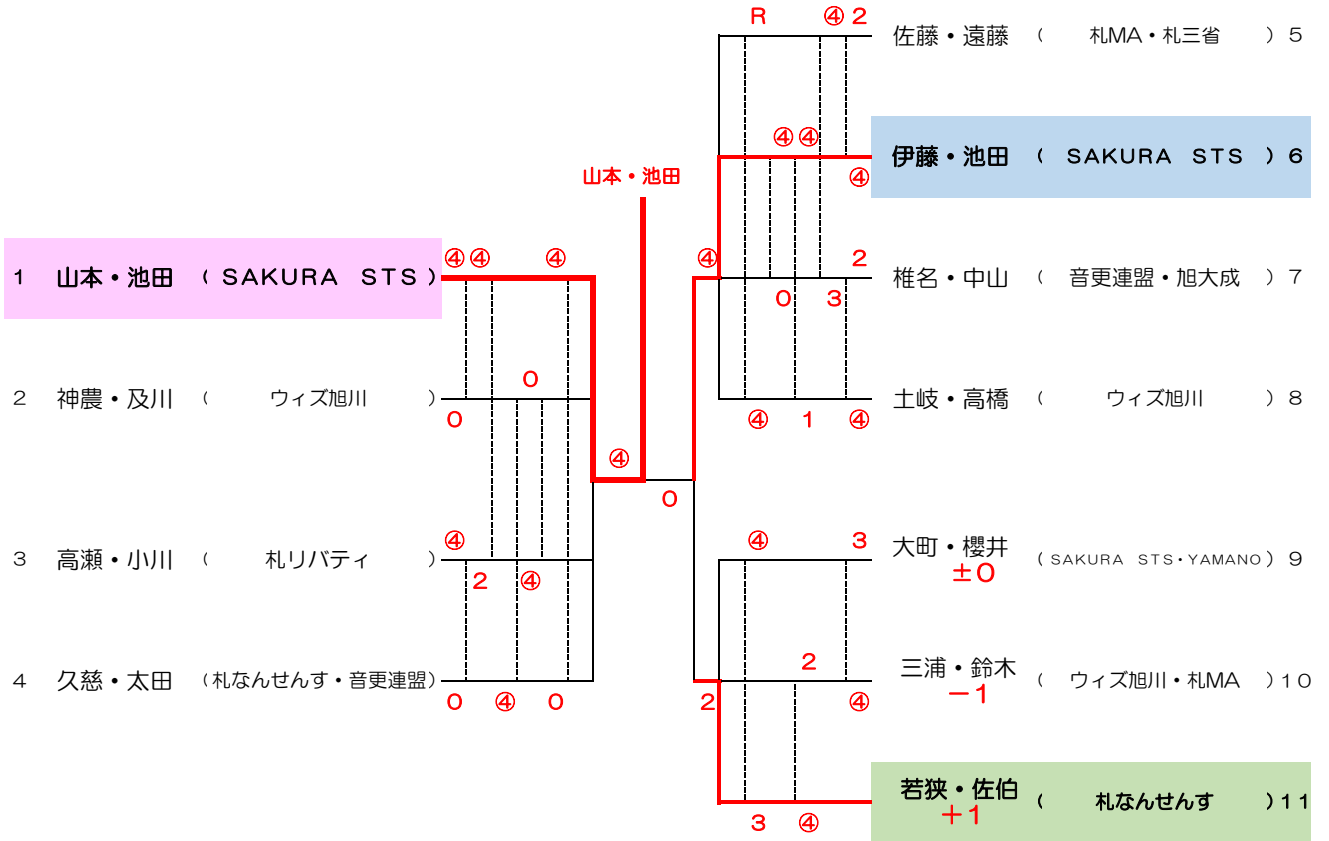 R ④ 2
佐藤・遠藤 ( 札MA・札三省 ) 5
④ ④
伊藤・池田 ( SAKURA STS ) 6
④
山本・池田
④ ④ ④
1 山本・池田 ( SAKURA STS )
④ 2
椎名・中山 ( 音更連盟・旭大成 ) 7
0 3
0
2 神農・及川 ( ウィズ旭川 )
0
土岐・高橋 ( ウィズ旭川 ) 8
④ 1 ④
④
0
④
3 高瀬・小川 ( 札リバティ )
2 ④
④ 3
大町・櫻井 ( SAKURA STS・YAMANO ) 9
±0
4 久慈・太田 ( 札なんせんす・音更連盟 )
0 ④ 0
2
三浦・鈴木 ( ウィズ旭川・札MA ) 10
-1
2 ④
若狭・佐伯 ( 札なんせんす ) 11
+1
3 ④